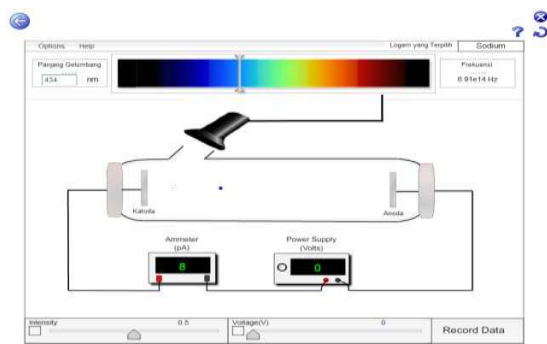 ?
Options Help Logam yang Terpilih Sodium
Panjang Gelombang
434 nm
Frekuensi
6.91e14 Hz
Katoda
Anoda
Ammeter
(pA)
8
Power Supply
(Volts)
0
Intensity 0.5 Voltage(V) 0 Record Data